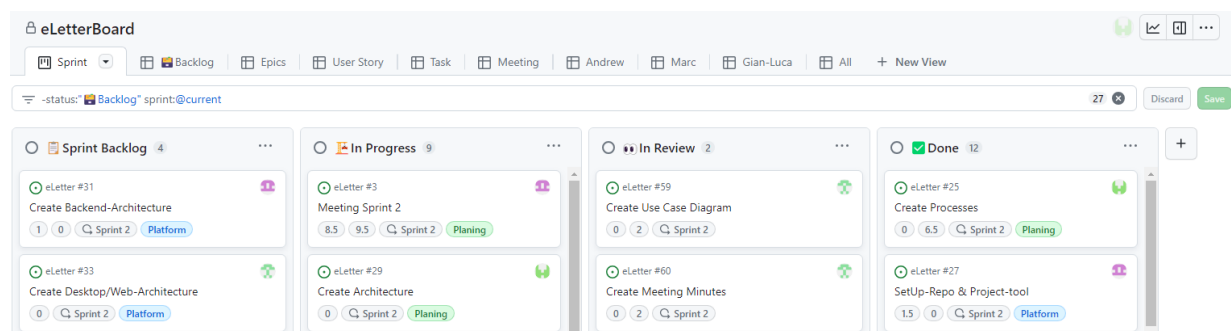 eLetterBoard
Sprint Backlog Epics User Story Task Meeting Andrew Marc Gian-Luca All + New View
-status:"Backlog" sprint:@current 27 Discard Save
Sprint Backlog 4
eLetter #31
Create Backend-Architecture
1 0 Sprint 2 Platform
eLetter #33
Create Desktop/Web-Architecture
0 Sprint 2 Platform
In Progress 9
eLetter #3
Meeting Sprint 2
8.5 9.5 Sprint 2 Planing
eLetter #29
Create Architecture
0 Sprint 2 Planing
In Review 2
eLetter #59
Create Use Case Diagram
0 2 Sprint 2
eLetter #60
Create Meeting Minutes
0 2 Sprint 2
Done 12
eLetter #25
Create Processes
0 6.5 Sprint 2 Planing
eLetter #27
SetUp-Repo & Project-tool
1.5 0 Sprint 2 Platform